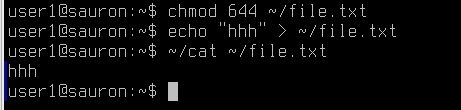 user1@sauron:~$ chmod 644 ~/file.txt
user1@sauron:~$ echo "hhh" > ~/file.txt
user1@sauron:~$ ~/cat ~/file.txt
hhh
user1@sauron:~$